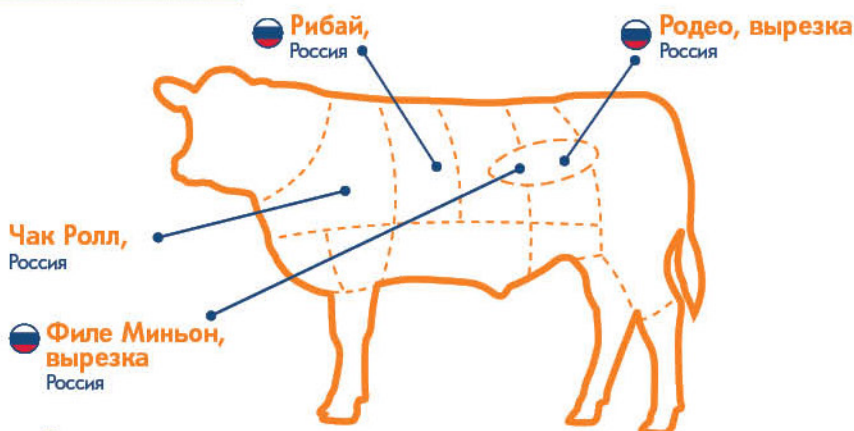 Рибай,
Россия
Родео, вырезка
Россия
Чак Ролл,
Россия
Филе Миньон,
вырезка
Россия